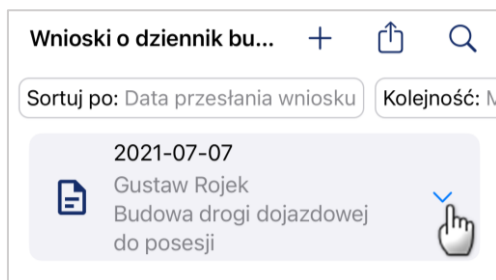 Wnioski o dziennik bu...
Sortuj po: Data przesłania wniosku Kolejność:
2021-07-07
Gustaw Rojek
Budowa drogi dojazdowej
do posesji